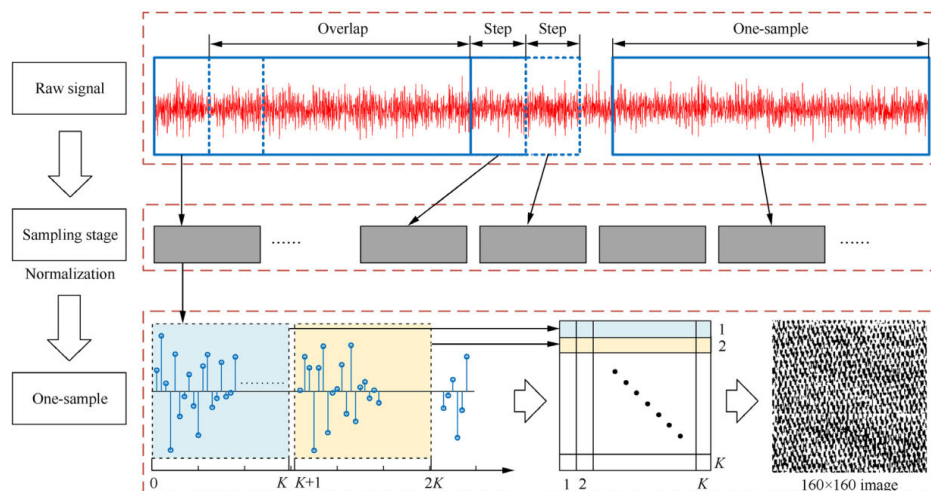 Overlap
Step
Step
One-sample
Raw signal
Sampling stage
......
......
Normalization
One-sample
..........
1
2
K
0
K
K+1
2K
1
2
K
160×160 image